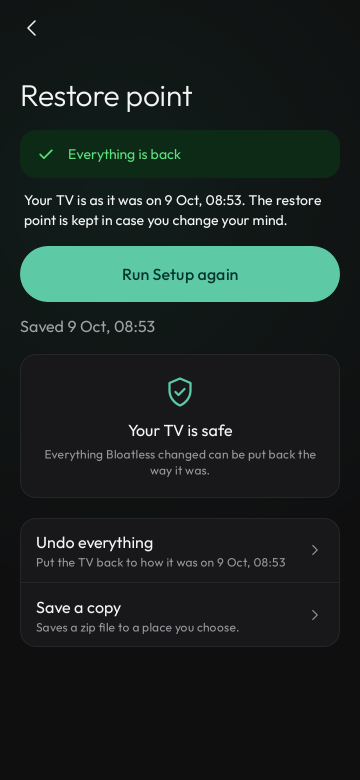 Restore point
Everything is back
Your TV is as it was on 9 Oct, 08:53. The restore
point is kept in case you change your mind.
Run Setup again
Saved 9 Oct, 08:53
Your TV is safe
Everything Bloatless changed can be put back the
way it was.
Undo everything
Put the TV back to how it was on 9 Oct, 08:53
Save a copy
Saves a zip file to a place you choose.